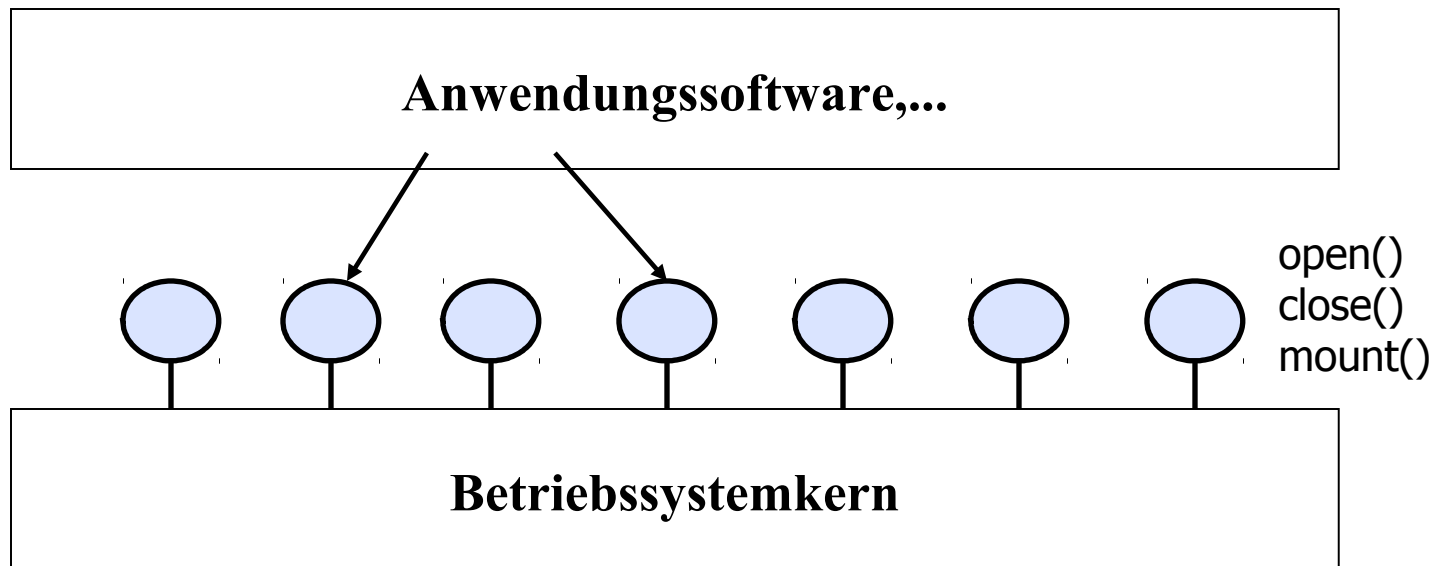 Anwendungssoftware,...
open()
close()
mount()
Betriebssystemkern